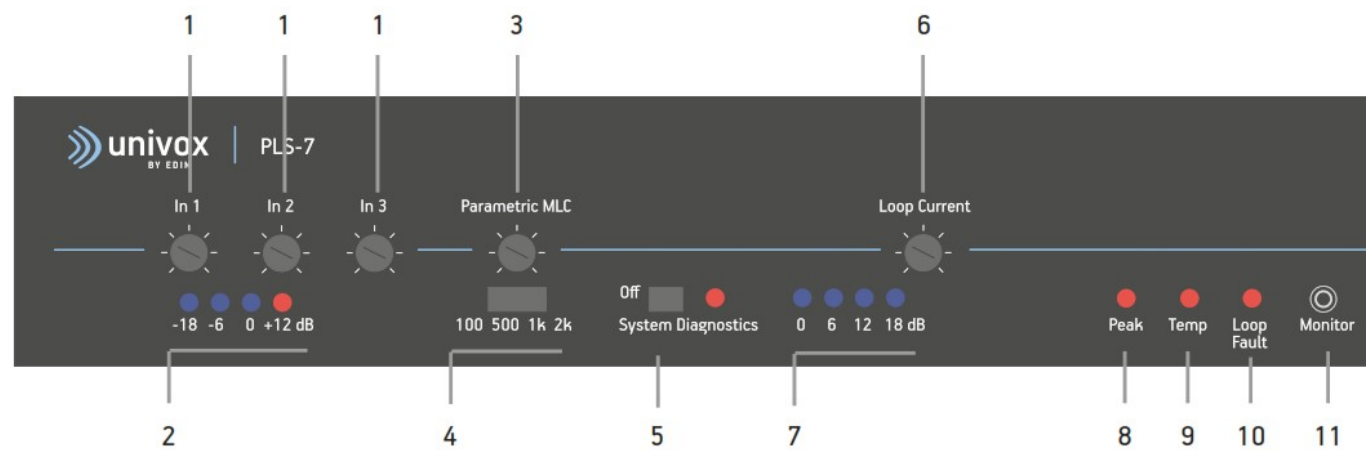 1 1 1 3 6
univox
BY EDIN
PLS-7
In 1 In 2 In 3 Parametric MLC Loop Current
Off
-18 -6 0 +12 dB
100 500 1k 2k
System Diagnostics
0 6 12 18 dB
Peak Temp Loop Fault Monitor
2 4 5 7 8 9 10 11